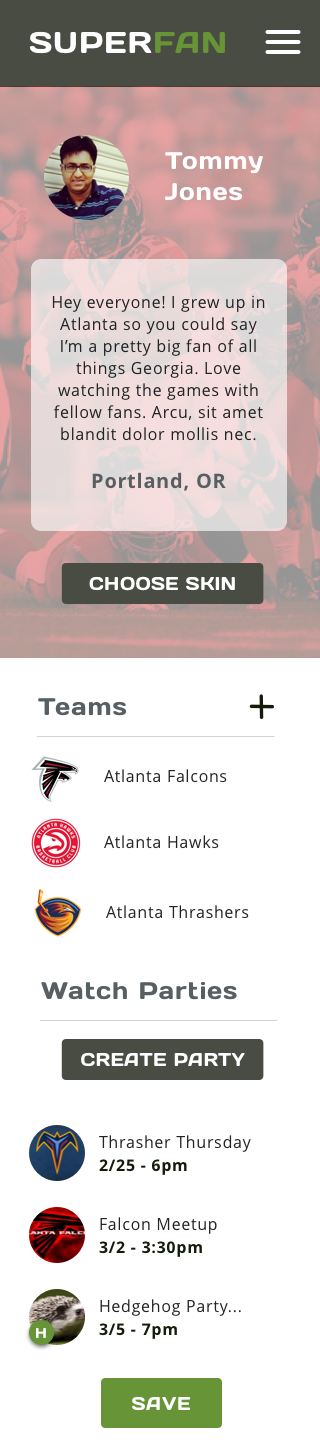 SUPERFAN
Tommy
Jones
Hey everyone! I grew up in
Atlanta so you could say
I’m a pretty big fan of all
things Georgia. Love
watching the games with
fellow fans. Arcu, sit amet
blandit dolor mollis nec.
Portland, OR
CHOOSE SKIN
Teams
Atlanta Falcons
ATLANTA HAWKS
BASKETBALL CLUB
Atlanta Hawks
Atlanta Thrashers
Watch Parties
CREATE PARTY
Thrasher Thursday
2/25 - 6pm
ANTA FALC
Falcon Meetup
3/2 - 3:30pm
H
Hedgehog Party...
3/5 - 7pm
SAVE